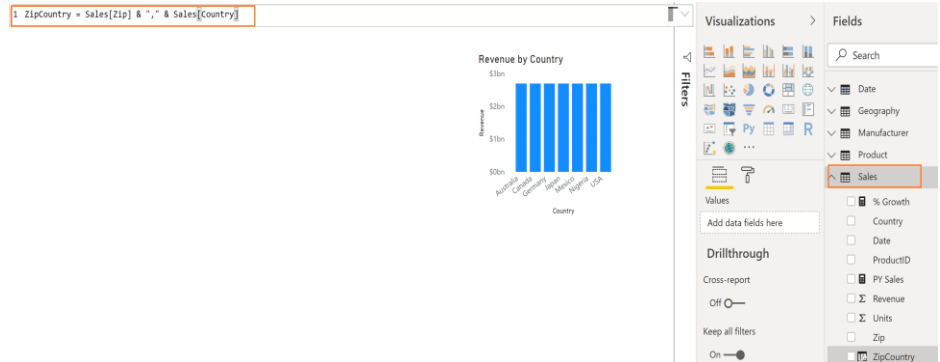 1 ZipCountry = Sales[Zip] & "," & Sales[Country]
Revenue by Country
$3bn
$2bn
$1bn
$0bn
Revenue
Australia
Canada
Germany
Japan
Mexico
Nigeria
USA
Country
Filters
Visualizations
Py
R
Values
Add data fields here
Drillthrough
Cross-report
Off
Keep all filters
On
Fields
Search
Date
Geography
Manufacturer
Product
Sales
% Growth
Country
Date
ProductID
PY Sales
Σ Revenue
Σ Units
Zip
ZipCountry